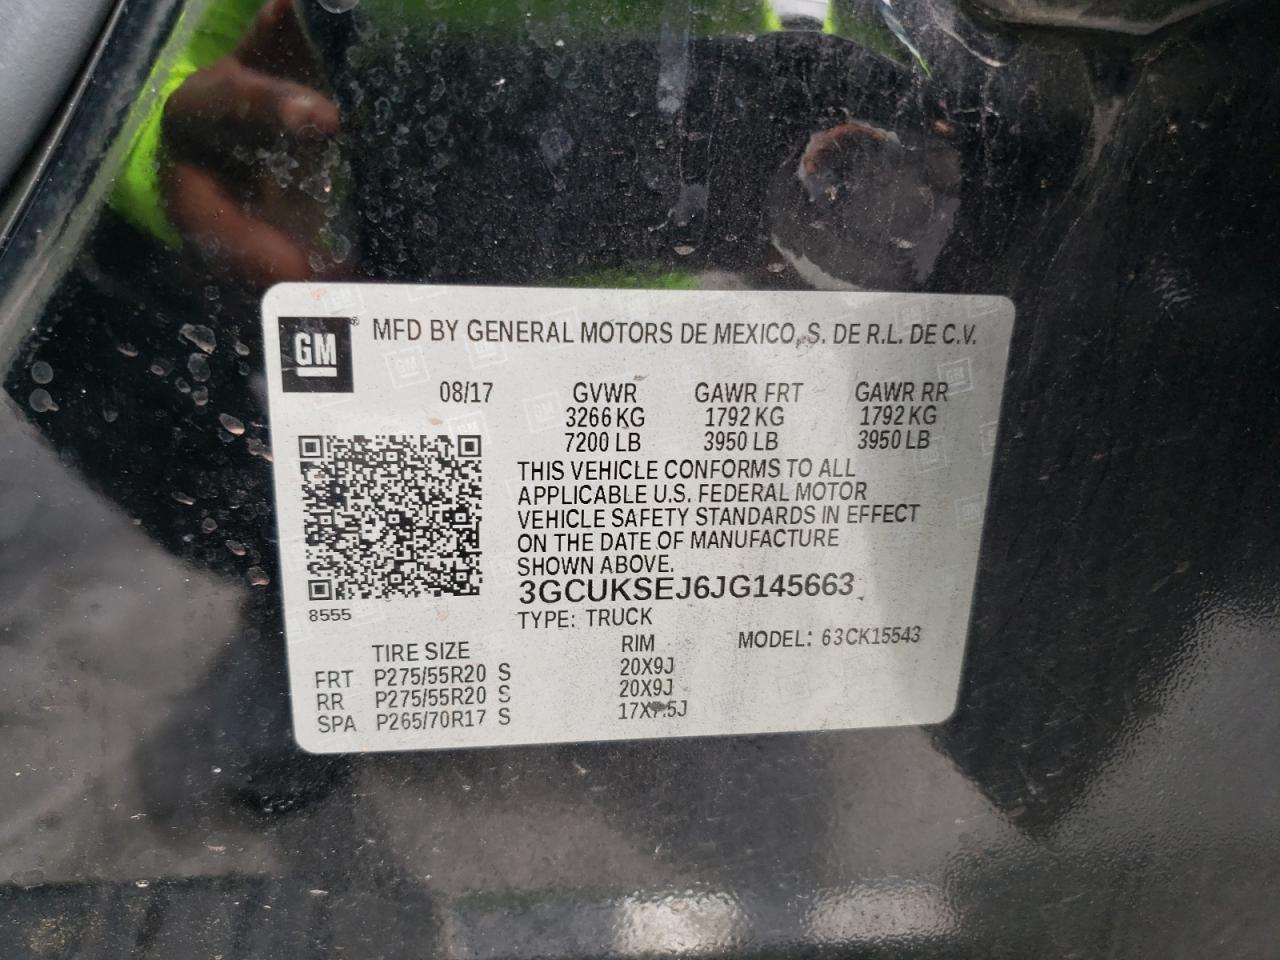 GM
MFD BY GENERAL MOTORS DE MEXICO, S. DE R.L. DE C.V.
08/17 GVWR GAWR FRT GAWR RR
3266 KG 1792 KG 1792 KG
7200 LB 3950 LB 3950 LB
THIS VEHICLE CONFORMS TO ALL
APPLICABLE U.S. FEDERAL MOTOR
VEHICLE SAFETY STANDARDS IN EFFECT
ON THE DATE OF MANUFACTURE
SHOWN ABOVE.
3GCUKSEJ6JG145663
8555
TYPE: TRUCK
MODEL: 63CK15543
TIRE SIZE RIM
FRT P275/55R20 S 20X9J
RR P275/55R20 S 20X9J
SPA P265/70R17 S 17X7.5J